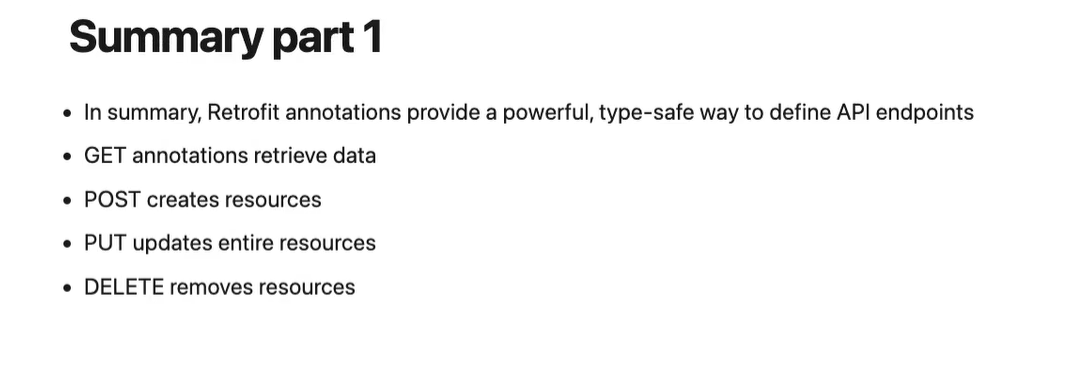 Summary part 1
• In summary, Retrofit annotations provide a powerful, type-safe way to define API endpoints
• GET annotations retrieve data
• POST creates resources
• PUT updates entire resources
• DELETE removes resources